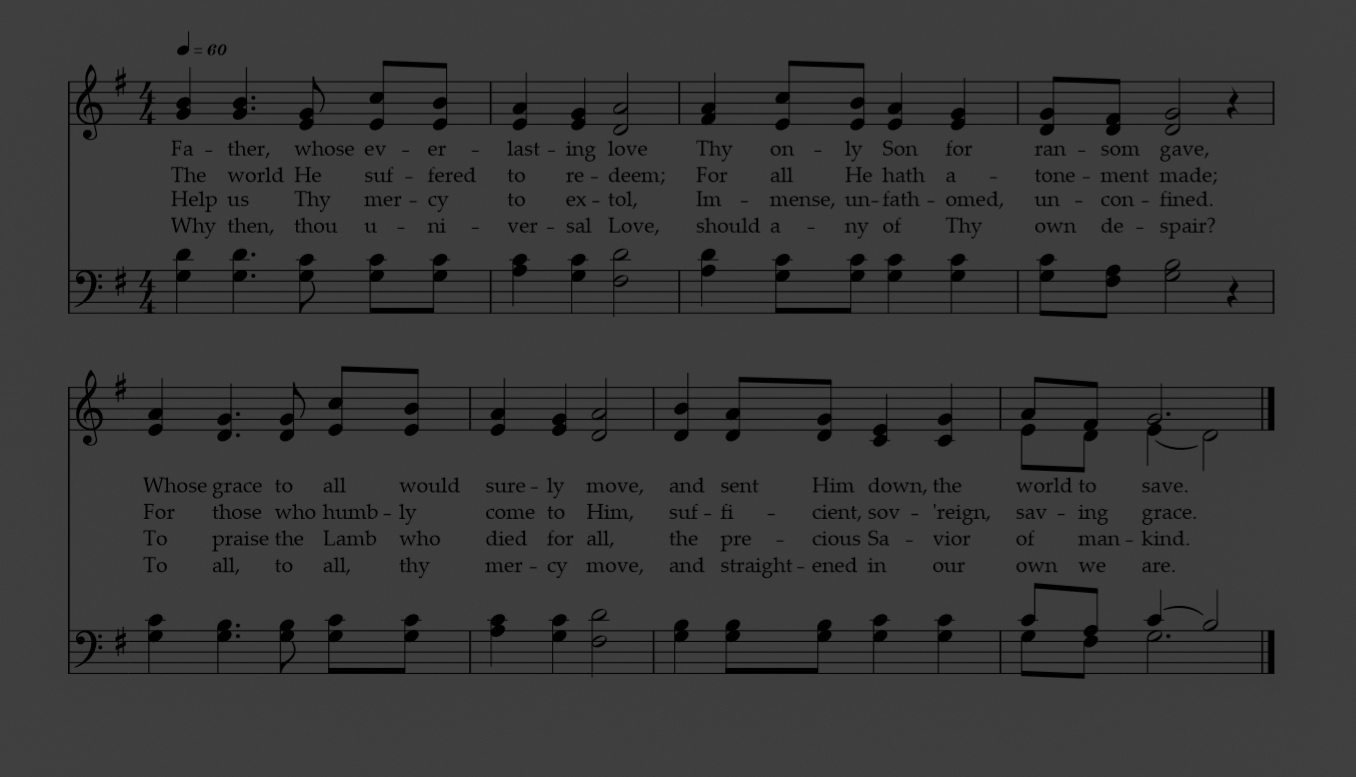 = 60
Fa - ther, whose ev - er - last - ing love Thy on - ly Son for ran - som gave,
The world He suf - fered to re - deem; For all He hath a - tone - ment made;
Help us Thy mer - cy to ex - tol, Im - mense, un - fath - omed, un - con - fined.
Why then, thou u - ni - ver - sal Love, should a - ny of Thy own de - spair?
Whose grace to all would sure - ly move, and sent Him down, the world to save.
For those who humb - ly come to Him, suf - fi - cient, sov - 'reign, sav - ing grace.
To praise the Lamb who died for all, the pre - cious Sa - vior of man - kind.
To all, to all, thy mer - cy move, and straight - ened in our own we are.